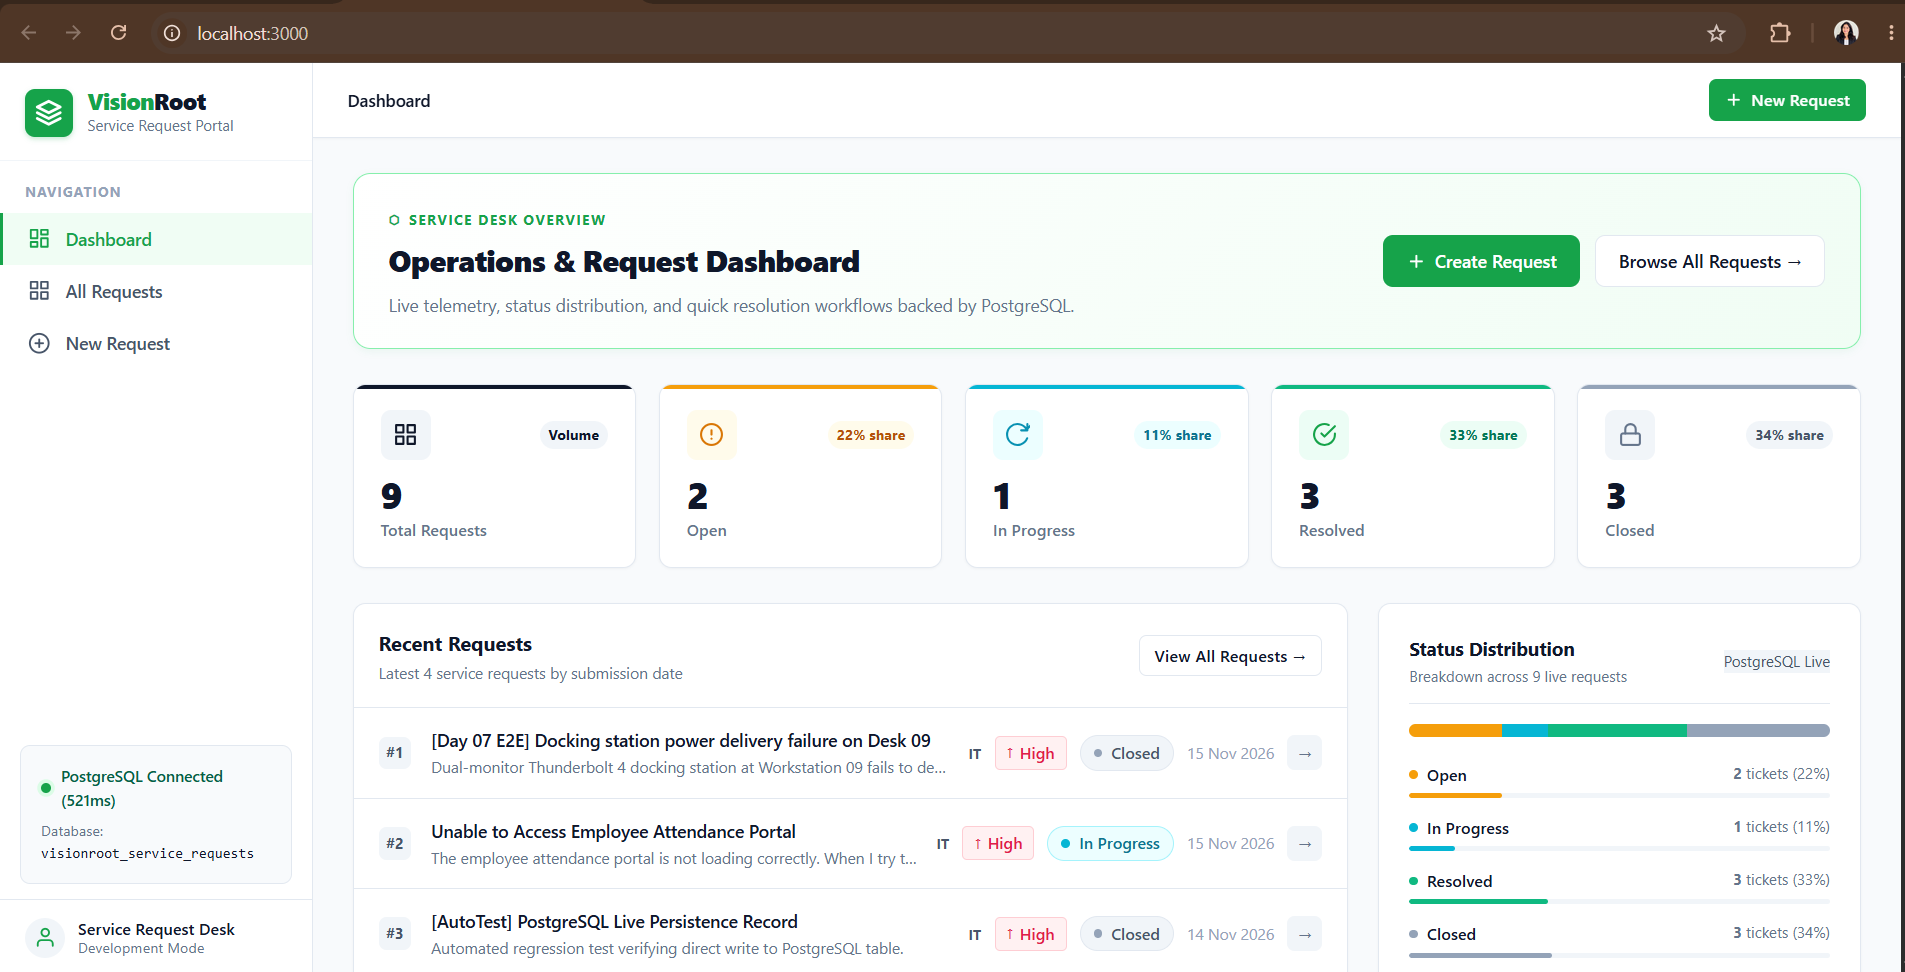 localhost:3000
VisionRoot
Service Request Portal
NAVIGATION
Dashboard
All Requests
New Request
PostgreSQL Connected
(521ms)
Database:
visionroot_service_requests
Service Request Desk
Development Mode
Dashboard
+ New Request
SERVICE DESK OVERVIEW
Operations & Request Dashboard
Live telemetry, status distribution, and quick resolution workflows backed by PostgreSQL.
+ Create Request
Browse All Requests →
Volume
9
Total Requests
22% share
2
Open
11% share
1
In Progress
33% share
3
Resolved
34% share
3
Closed
Recent Requests
Latest 4 service requests by submission date
View All Requests →
#1
[Day 07 E2E] Docking station power delivery failure on Desk 09
Dual-monitor Thunderbolt 4 docking station at Workstation 09 fails to de...
IT
↑ High
Closed
15 Nov 2026
→
#2
Unable to Access Employee Attendance Portal
The employee attendance portal is not loading correctly. When I try t...
IT
↑ High
In Progress
15 Nov 2026
→
#3
[AutoTest] PostgreSQL Live Persistence Record
Automated regression test verifying direct write to PostgreSQL table.
IT
↑ High
Closed
14 Nov 2026
→
Status Distribution
Breakdown across 9 live requests
PostgreSQL Live
Open
2 tickets (22%)
In Progress
1 tickets (11%)
Resolved
3 tickets (33%)
Closed
3 tickets (34%)